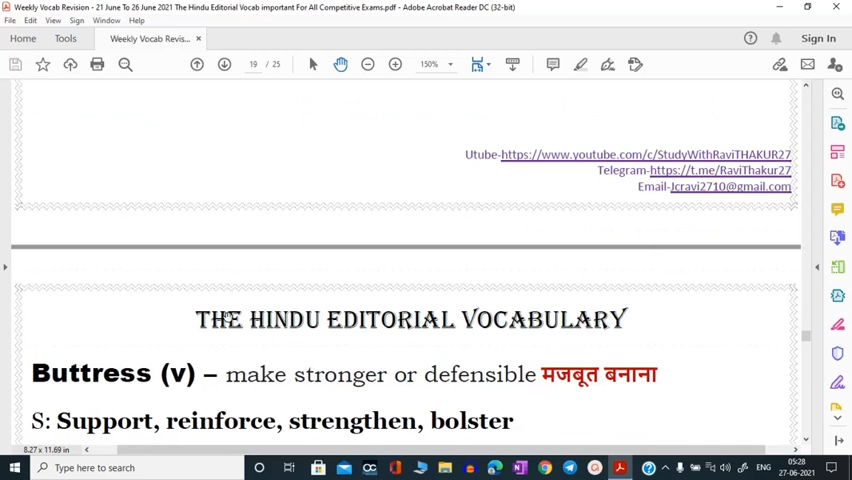 Weekly Vocab Revision - 21 June To 26 June 2021 The Hindu Editorial Vocab important For All Competitive Exams.pdf - Adobe Acrobat Reader DC (32-bit)
File Edit View Sign Window Help
Home Tools Weekly Vocab Revis... × Sign In
19 / 25 150%
Utube-https://www.youtube.com/c/StudyWithRaviTHAKUR27
Telegram-https://t.me/RaviThakur27
Email-Jcravi2710@gmail.com
THE HINDU EDITORIAL VOCABULARY
Buttress (v) – make stronger or defensible मजबूत बनाना
S: Support, reinforce, strengthen, bolster
8.27 x 11.69 in
Type here to search
ENG
05:28
27-06-2021